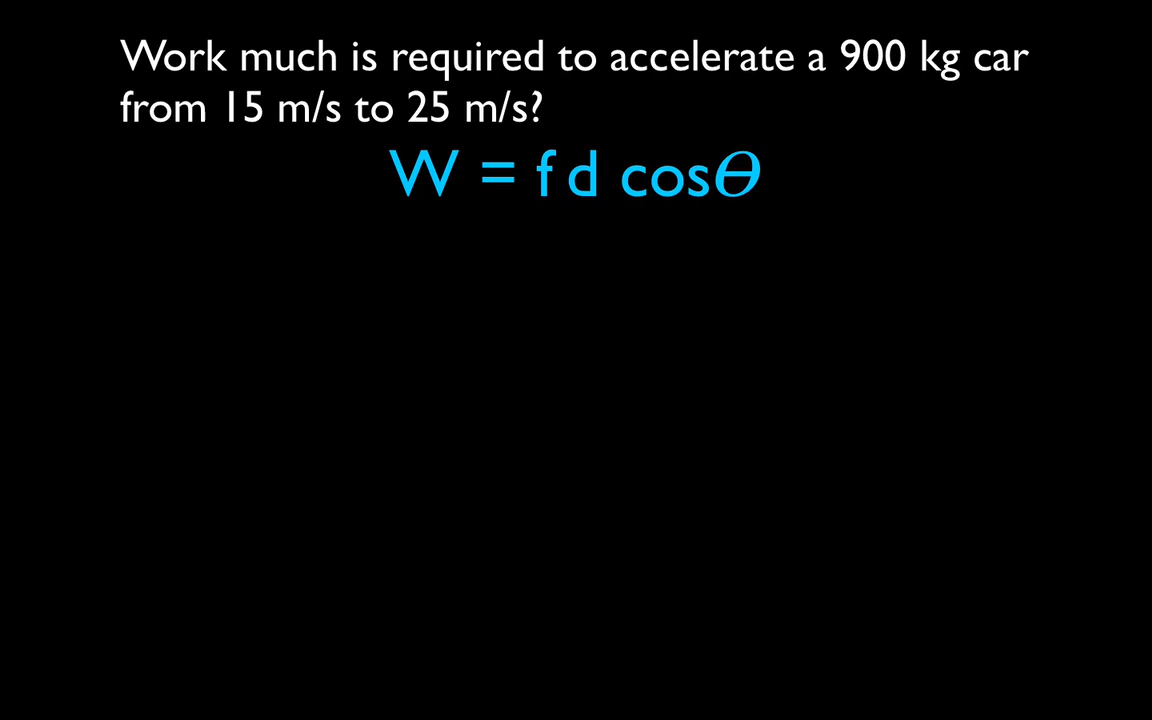 Work much is required to accelerate a 900 kg car
from 15 m/s to 25 m/s?
W = f d cosΘ